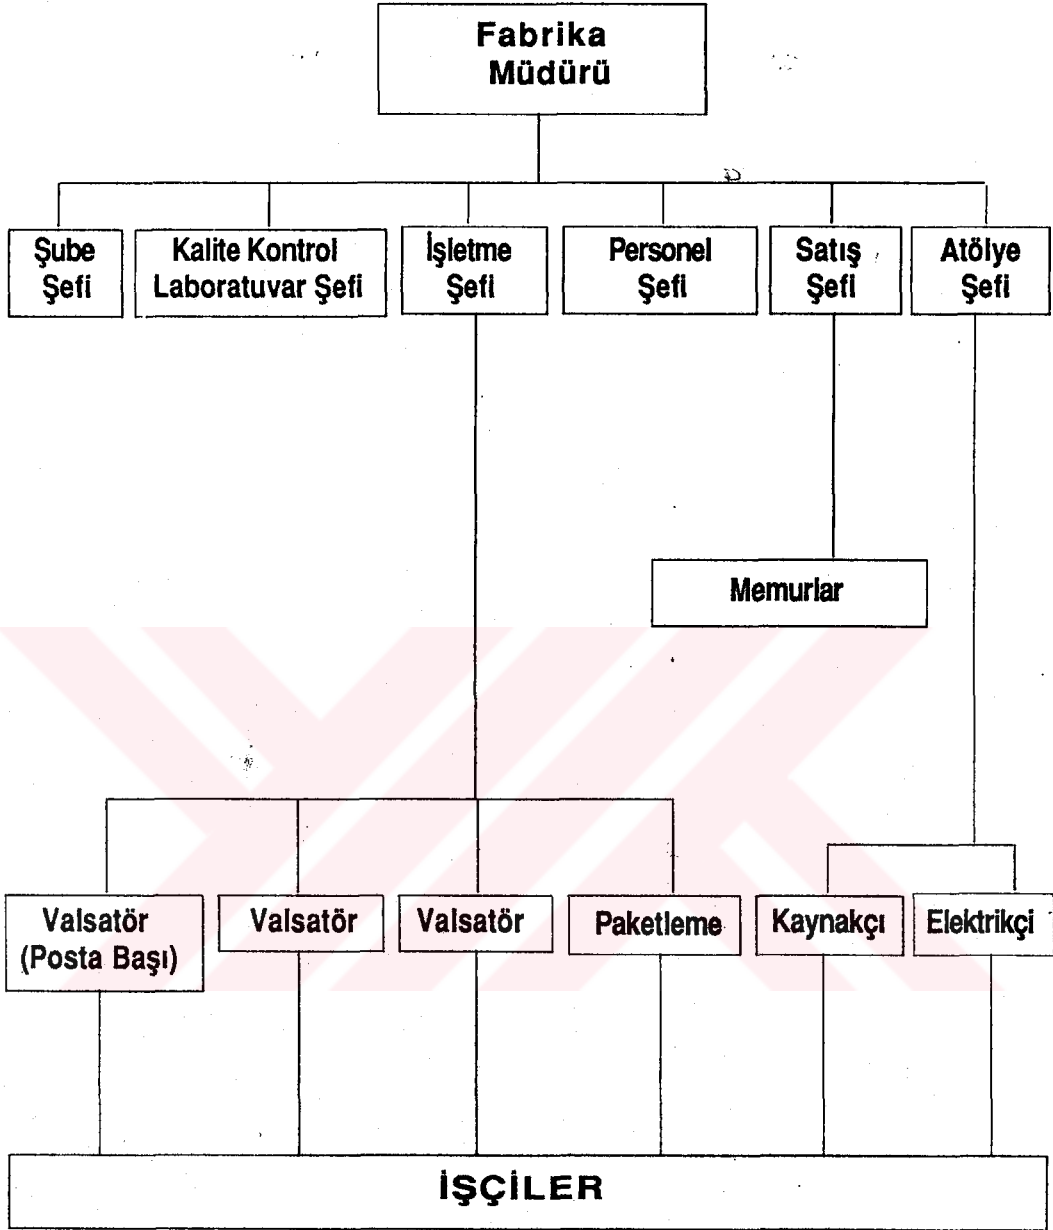 Fabrika
Müdürü
Şube
Şefi
Kalite Kontrol
Laboratuvar Şefi
İşletme
Şefi
Personel
Şefi
Satış
Şefi
Atölye
Şefi
Memurlar
Valsatör
(Posta Başı)
Valsatör
Valsatör
Paketleme
Kaynakçı
Elektrikçi
İŞÇİLER